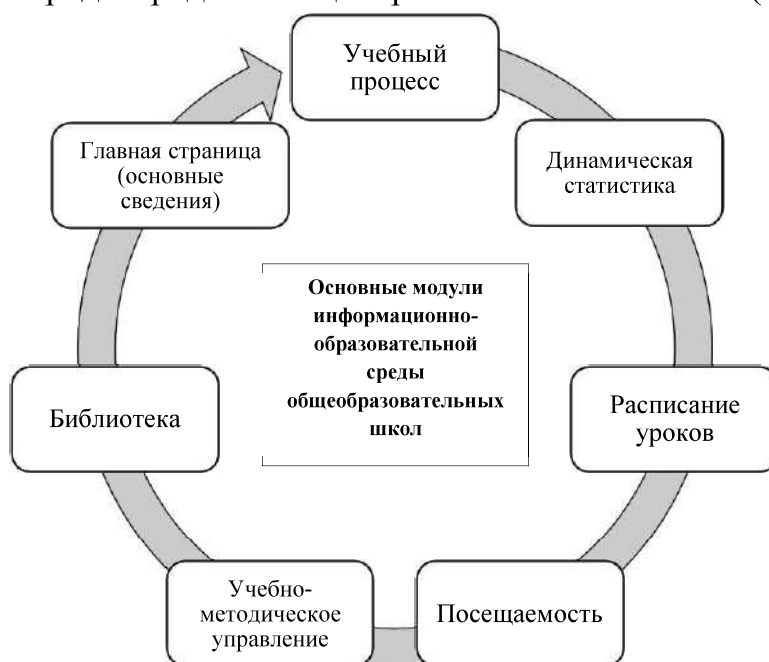 Учебный
процесс
Главная страница
(основные
сведения)
Динамическая
статистика
Основные модули
информационно-
образовательной
среды
общеобразовательных
школ
Библиотека
Расписание
уроков
Учебно-
методическое
управление
Посещаемость